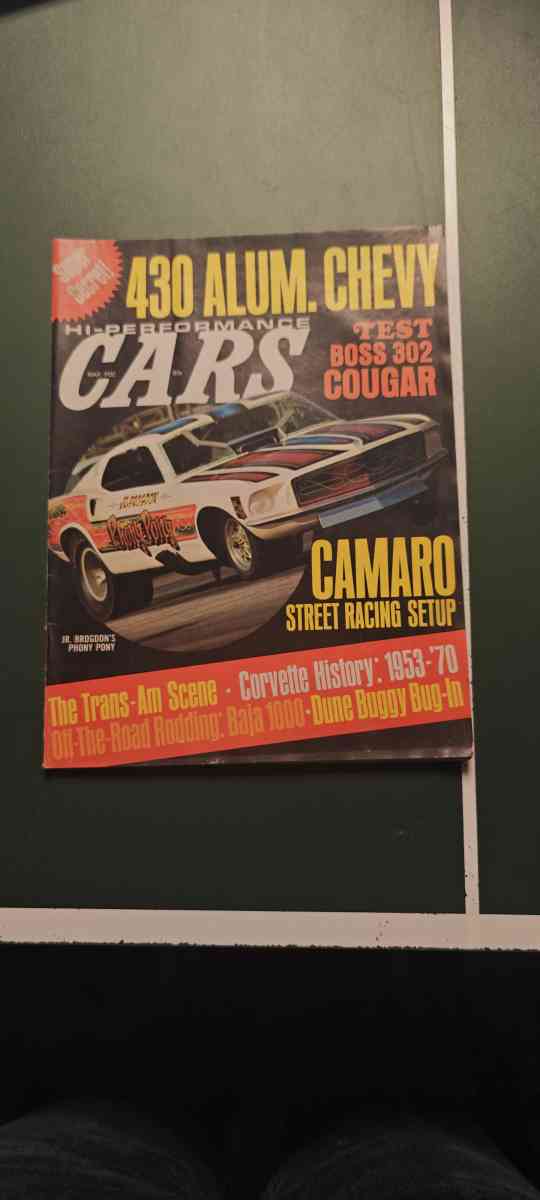 Super
Secret!
430 ALUM. CHEVY
HI-PERFORMANCE
CARS
TEST
BOSS 302
COUGAR
Phony Pony
CAMARO
STREET RACING SETUP
JR. BROGDON'S
PHONY PONY
The Trans-Am Scene · Corvette History: 1953-'70
Off-The-Road Rodding: Baja 1000 · Dune Buggy Bug-In